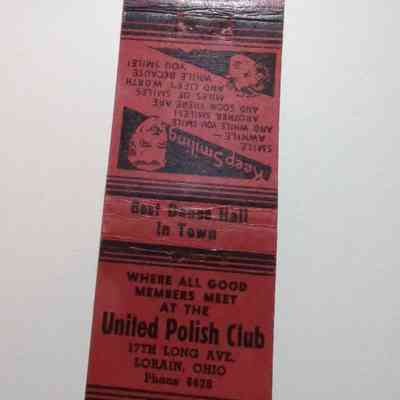 Keep Smiling
SMILE
AWHILE —
AND WHILE YOU SMILE
ANOTHER SMILES!
AND SOON THERE ARE
MILES OF SMILES
AND LIFE'S WORTH
WHILE BECAUSE
YOU SMILE!
Best Dance Hall
In Town
WHERE ALL GOOD
MEMBERS MEET
AT THE
United Polish Club
17TH LONG AVE.
LORAIN, OHIO
Phone